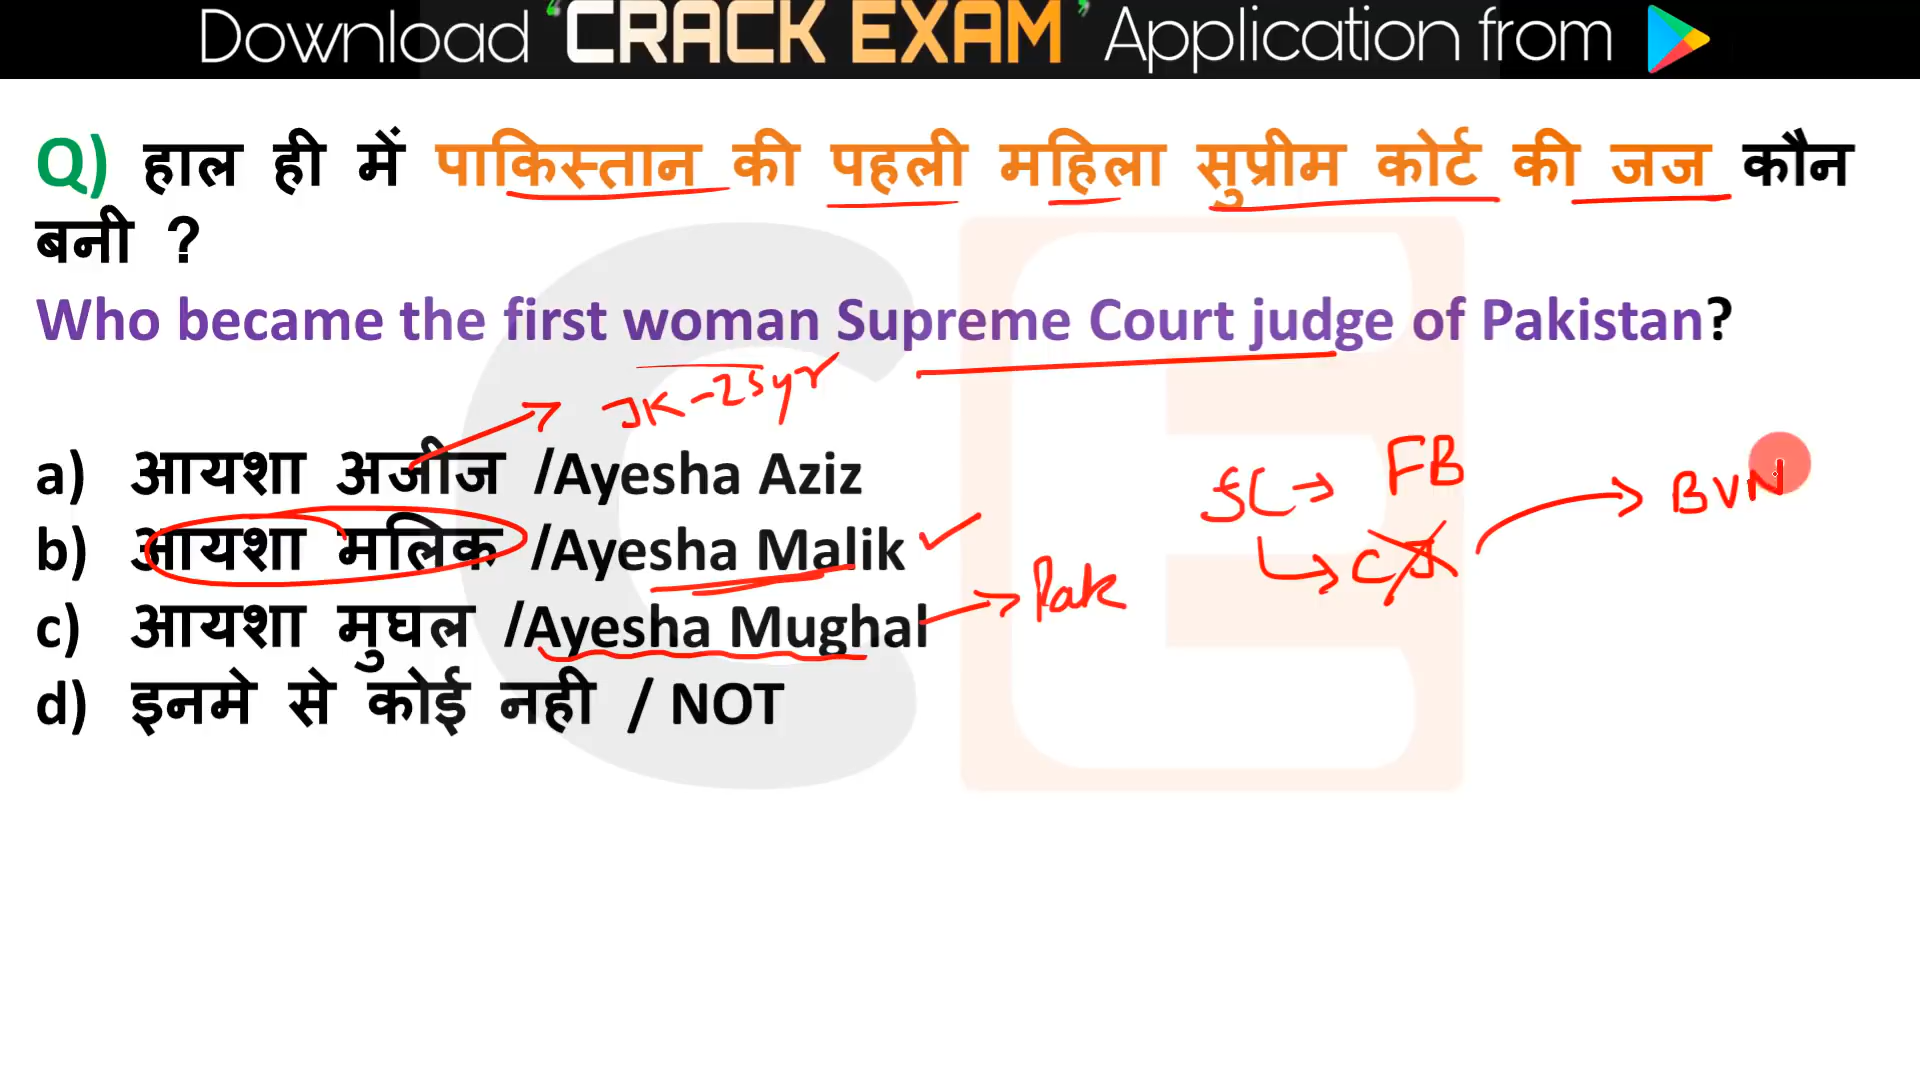 Download 'CRACK EXAM' Application from
Q) हाल ही में पाकिस्तान की पहली महिला सुप्रीम कोर्ट की जज कौन
बनी ?
Who became the first woman Supreme Court judge of Pakistan?
JK-25yr
a) आयशा अजीज /Ayesha Aziz
SC → FB
BVN
b) आयशा मलिक /Ayesha Malik
CJ
Pak
c) आयशा मुघल /Ayesha Mughal
d) इनमे से कोई नही / NOT